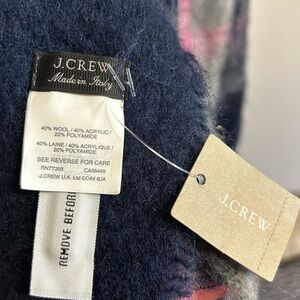 J.CREW
Made in Italy
40% WOOL / 40% ACRYLIC /
20% POLYAMIDE
40% LAINE / 40% ACRYLIQUE /
20% POLYAMIDE
SEE REVERSE FOR CARE
RN77388 CA56445
J.CREW U.K. Ltd EC4V 6JA
REMOVE BEFOR
J.CREW